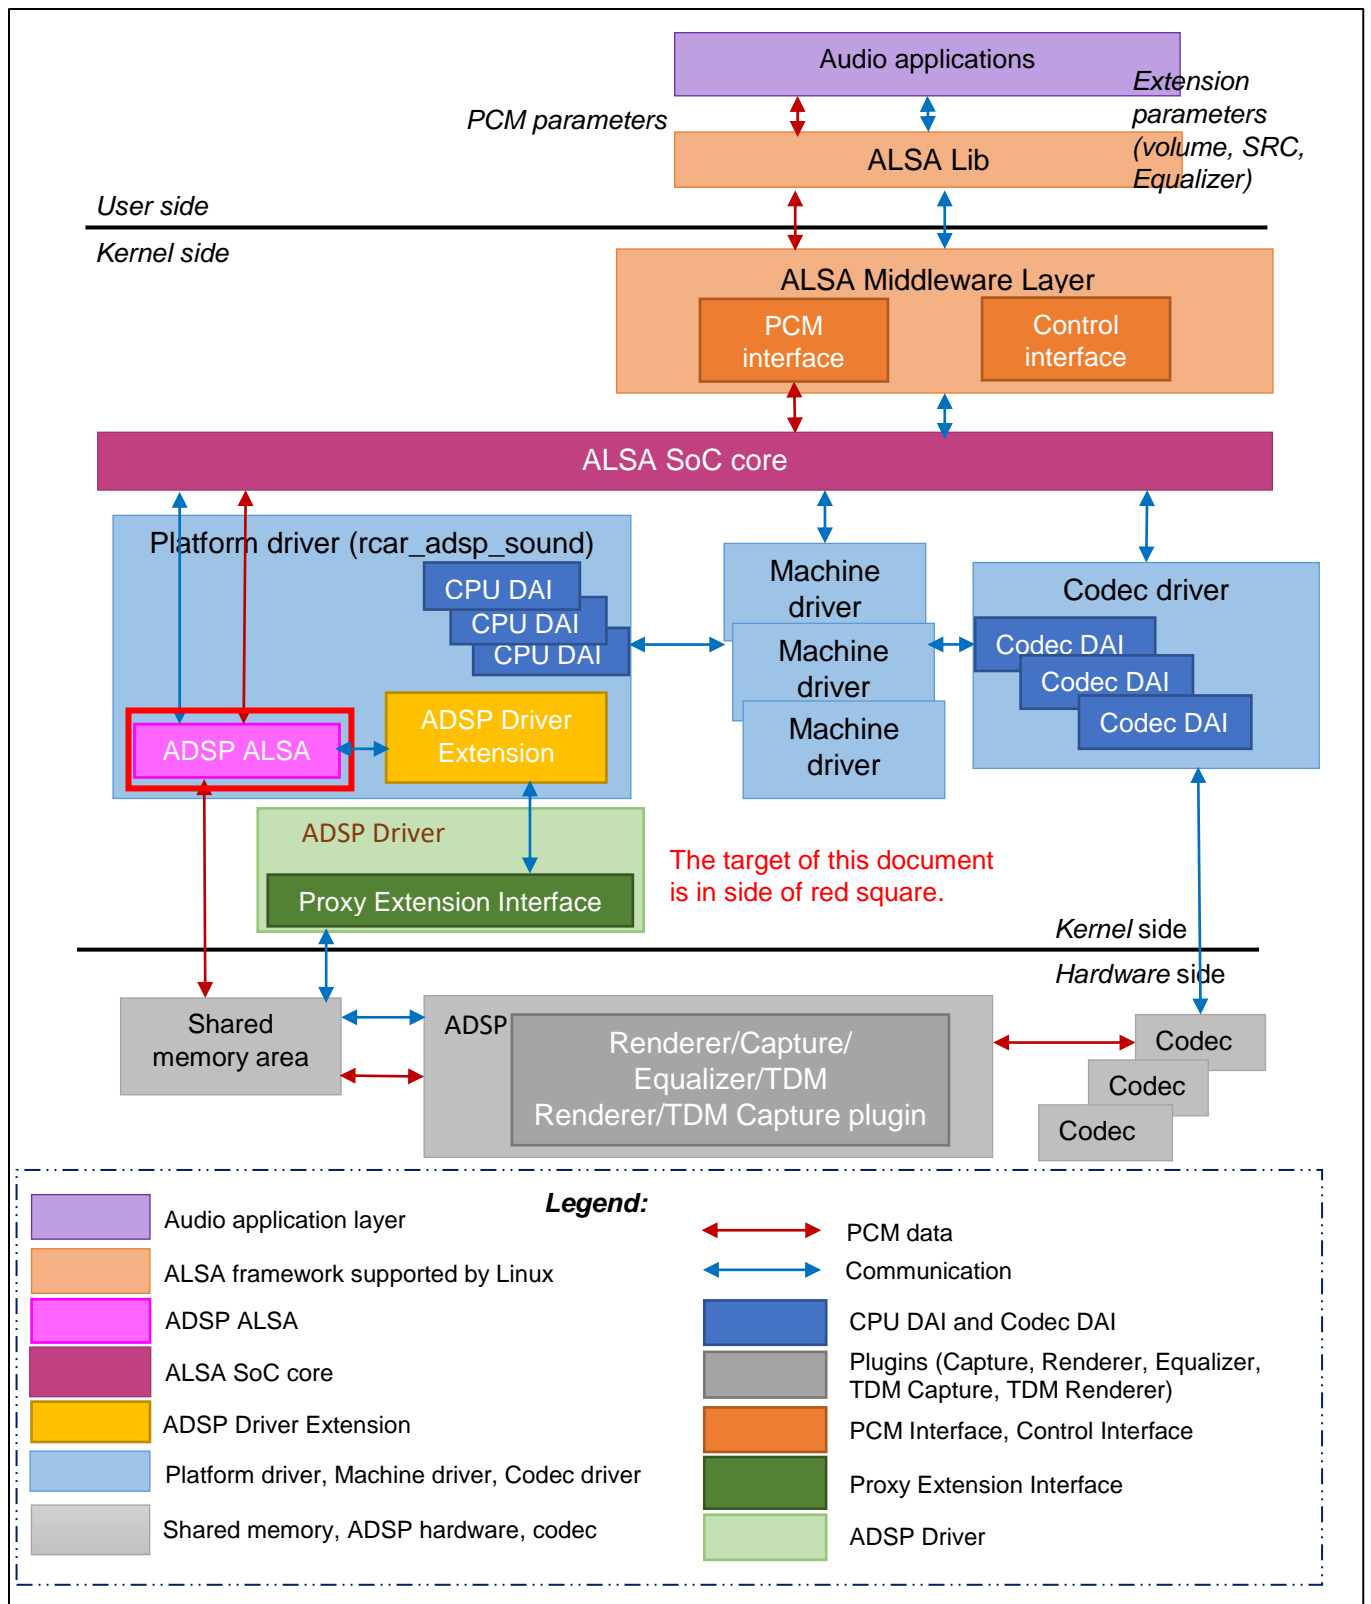 Audio applications
Extension
parameters
(volume, SRC,
Equalizer)
PCM parameters
ALSA Lib
User side
Kernel side
ALSA Middleware Layer
PCM
interface
Control
interface
ALSA SoC core
Platform driver (rcar_adsp_sound)
CPU DAI
CPU DAI
CPU DAI
Machine
driver
Machine
driver
Machine
driver
Codec driver
Codec DAI
Codec DAI
Codec DAI
ADSP ALSA
ADSP Driver
Extension
ADSP Driver
Proxy Extension Interface
The target of this document
is in side of red square.
Kernel side
Hardware side
Shared
memory area
ADSP
Renderer/Capture/
Equalizer/TDM
Renderer/TDM Capture plugin
Codec
Codec
Codec
Legend:
Audio application layer
ALSA framework supported by Linux
ADSP ALSA
ALSA SoC core
ADSP Driver Extension
Platform driver, Machine driver, Codec driver
Shared memory, ADSP hardware, codec
PCM data
Communication
CPU DAI and Codec DAI
Plugins (Capture, Renderer, Equalizer,
TDM Capture, TDM Renderer)
PCM Interface, Control Interface
Proxy Extension Interface
ADSP Driver